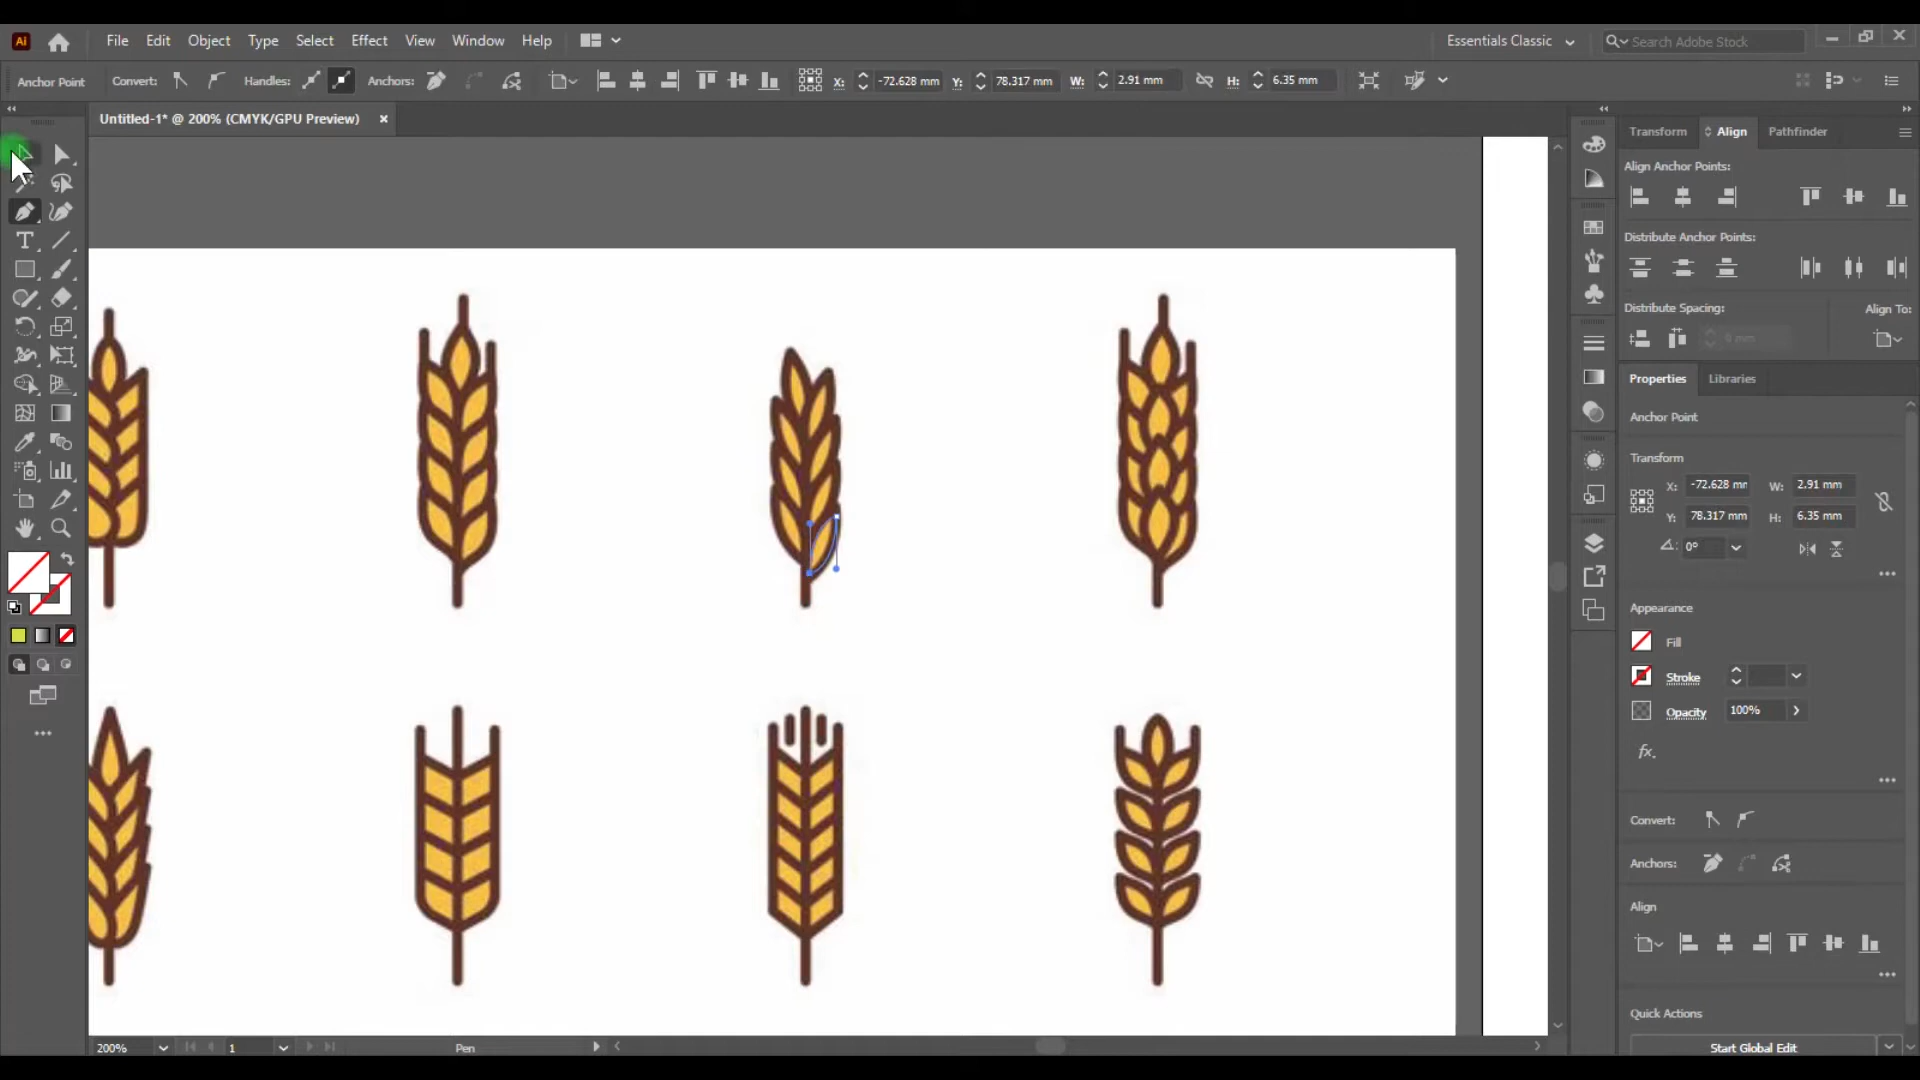 Ai File Edit Object Type Select Effect View Window Help Essentials Classic Search Adobe Stock
Anchor Point Convert: Handles: Anchors: X: -72.628 mm Y: 78.317 mm W: 2.91 mm H: 6.35 mm
Untitled-1* @ 200% (CMYK/GPU Preview)
Transform Align Pathfinder
Align Anchor Points:
Distribute Anchor Points:
Distribute Spacing: Align To:
0 mm
Properties Libraries
Anchor Point
Transform
X: -72.628 mr W: 2.91 mm
Y: 78.317 mm H: 6.35 mm
0°
Appearance
Fill
Stroke
Opacity 100%
fx.
Convert:
Anchors:
Align
Quick Actions
Start Global Edit
200% 1 Pen